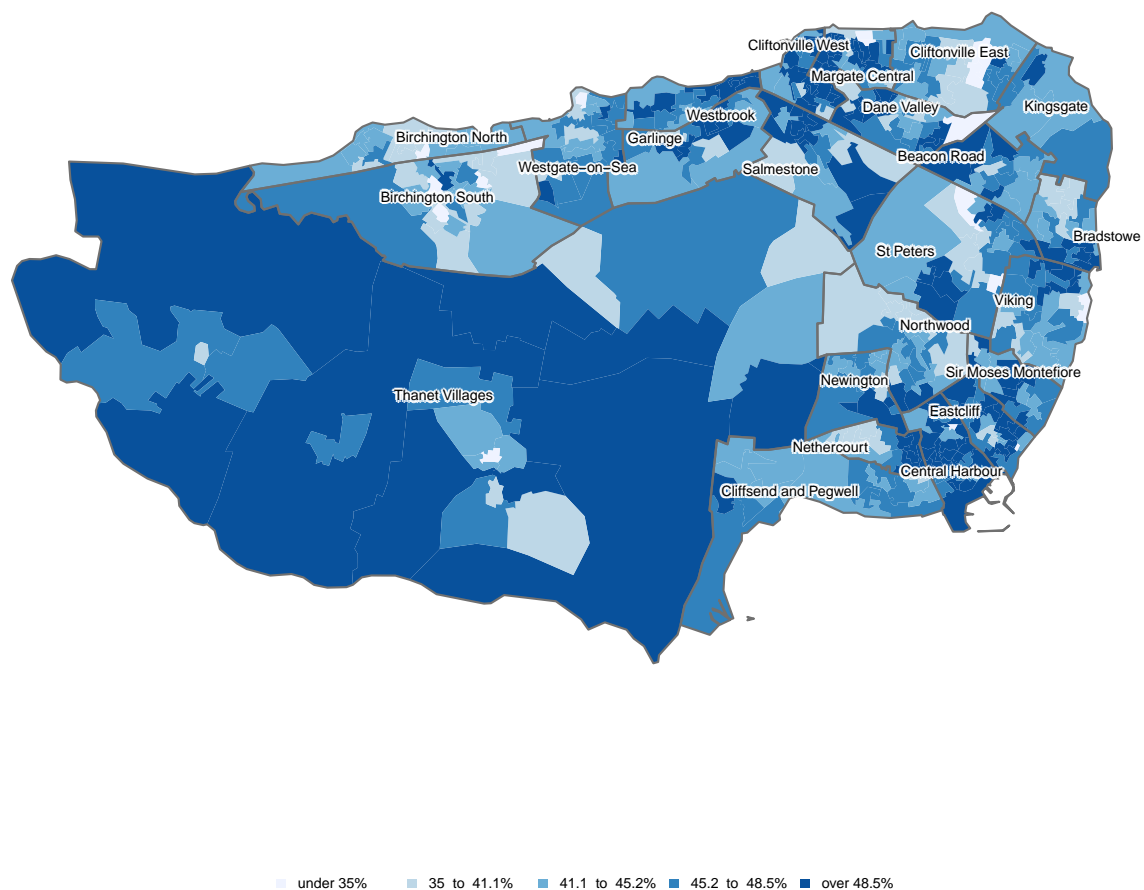 Cliftonville West
Cliftonville East
Margate Central
Kingsgate
Dane Valley
Westbrook
Birchington North
Garlinge
Beacon Road
Westgate–on–Sea
Salmestone
Birchington South
Bradstowe
St Peters
Viking
Northwood
Sir Moses Montefiore
Newington
Thanet Villages
Eastcliff
Nethercourt
Central Harbour
Cliffsend and Pegwell
under 35% 35 to 41.1% 41.1 to 45.2% 45.2 to 48.5% over 48.5%